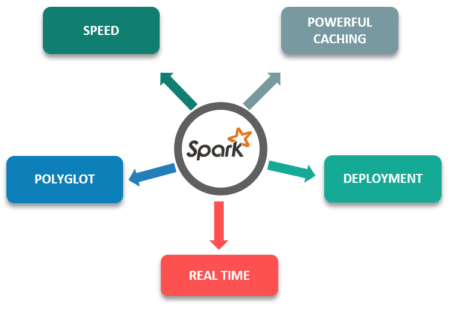 SPEED
POWERFUL
CACHING
Spark
POLYGLOT
DEPLOYMENT
REAL TIME